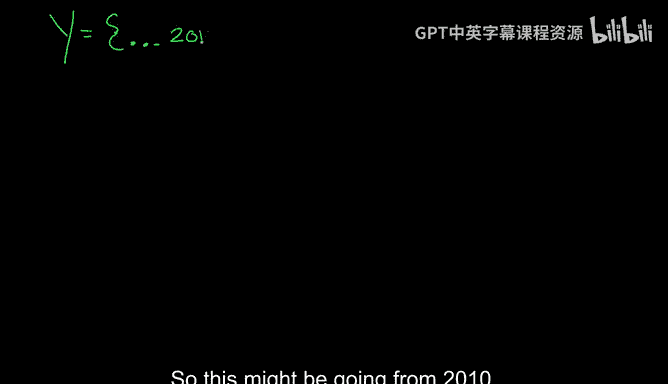 Y = {... 201
GPT中英字幕课程资源 bilibili
So this might be going from 2010